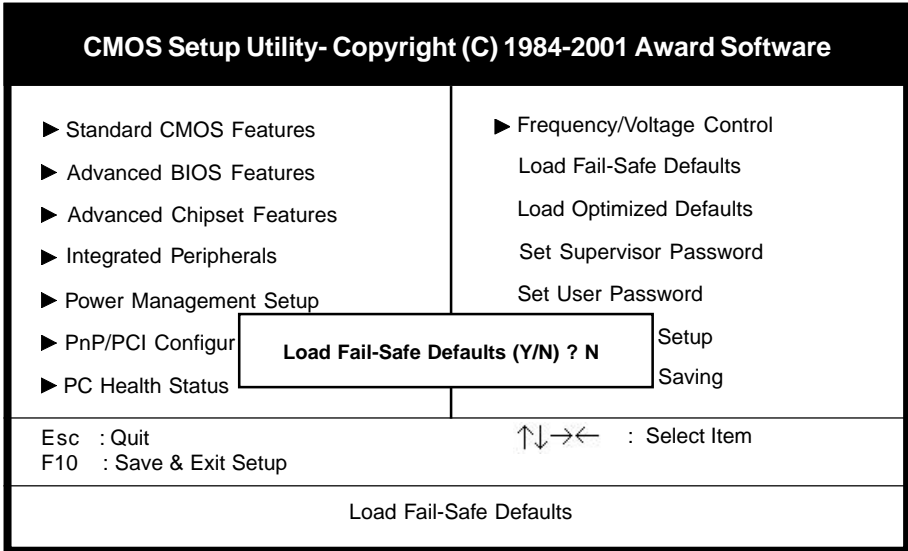 CMOS Setup Utility- Copyright (C) 1984-2001 Award Software
▶ Standard CMOS Features
▶ Advanced BIOS Features
▶ Advanced Chipset Features
▶ Integrated Peripherals
▶ Power Management Setup
▶ PnP/PCI Configur
▶ PC Health Status
▶ Frequency/Voltage Control
Load Fail-Safe Defaults
Load Optimized Defaults
Set Supervisor Password
Set User Password
Setup
Saving
Load Fail-Safe Defaults (Y/N) ? N
Esc : Quit
F10 : Save & Exit Setup
↑↓→← : Select Item
Load Fail-Safe Defaults